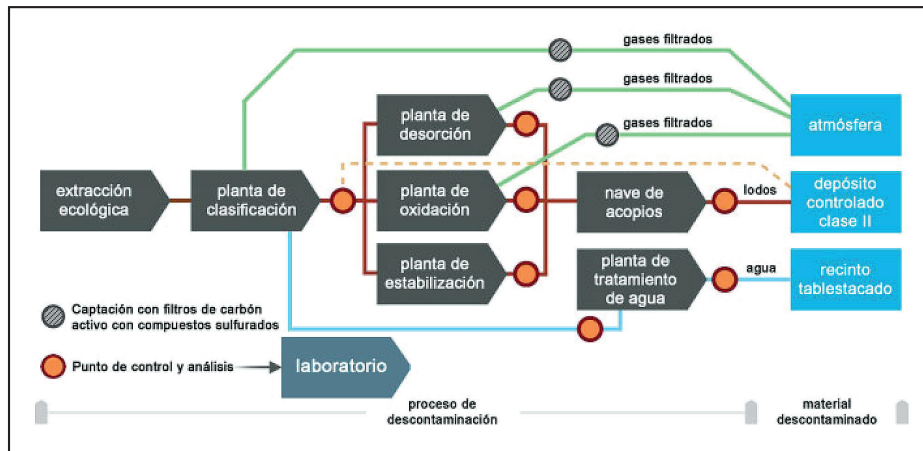 gases filtrados
gases filtrados
gases filtrados
planta de
desorción
atmósfera
extracción
ecológica
planta de
clasificación
planta de
oxidación
nave de
acopios
lodos
depósito
controlado
clase II
planta de
estabilización
planta de
tratamiento
de agua
agua
recinto
tablestacado
Captación con filtros de carbón
activo con compuestos sulfurados
Punto de control y análisis
laboratorio
proceso de
descontaminación
material
descontaminado